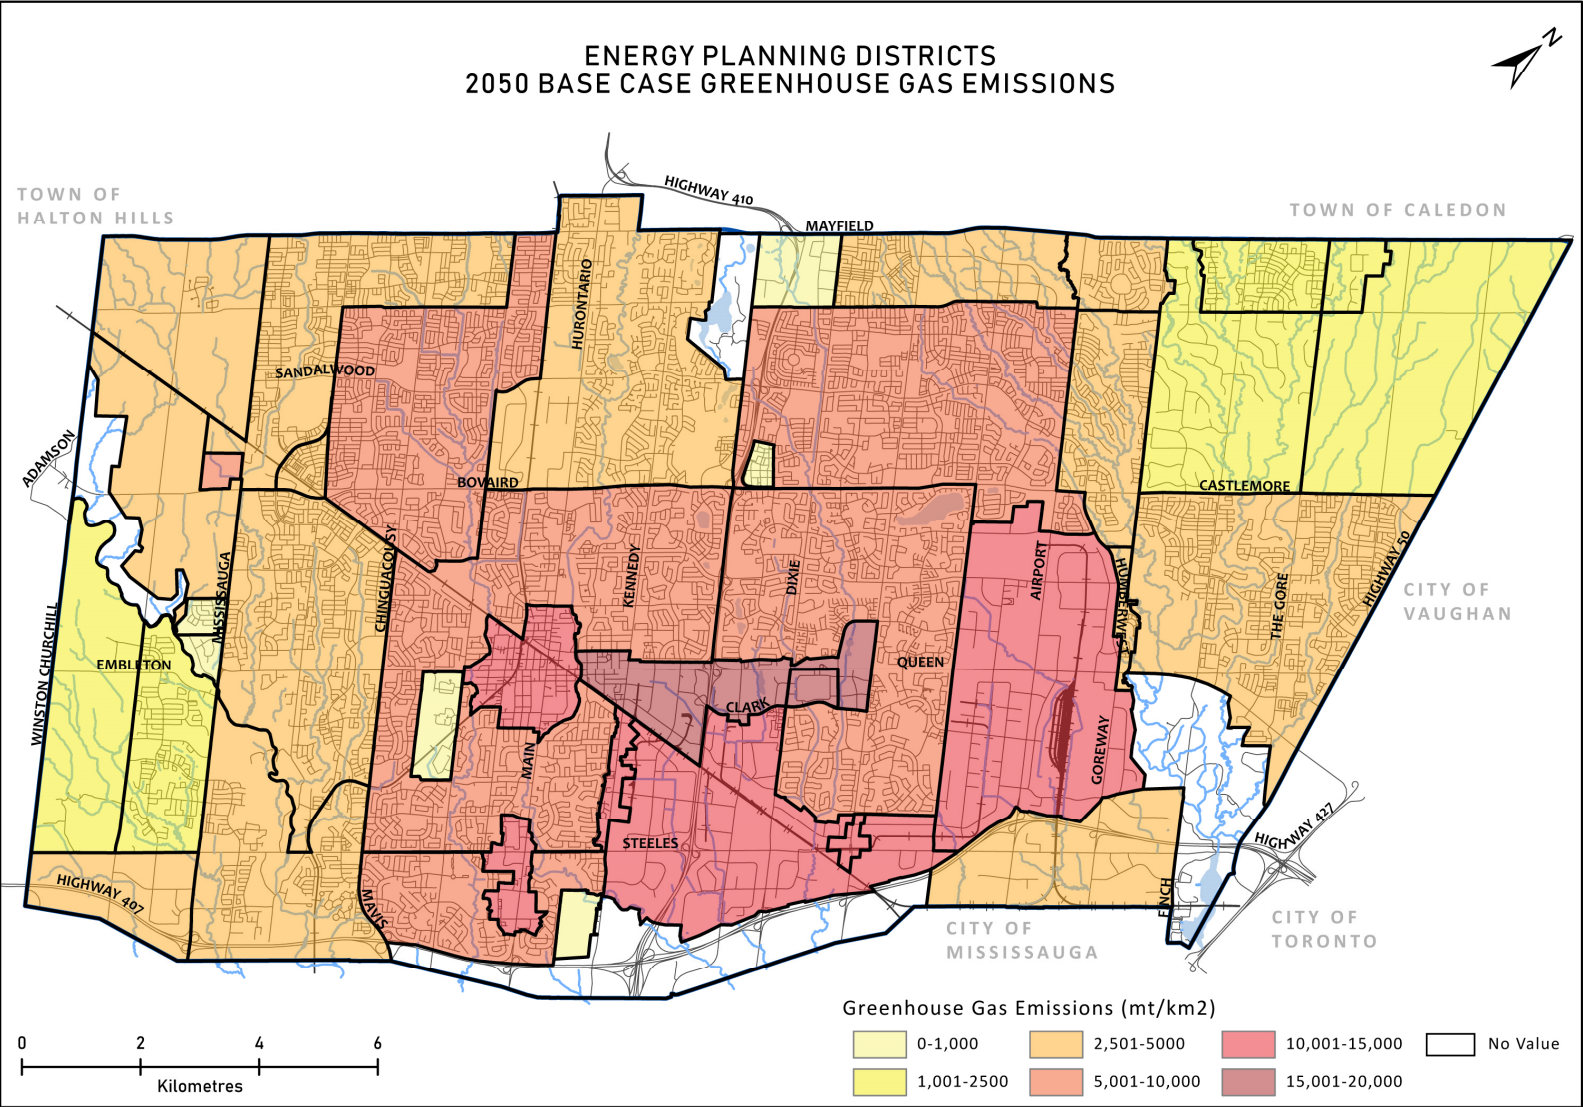 ENERGY PLANNING DISTRICTS
2050 BASE CASE GREENHOUSE GAS EMISSIONS
N
TOWN OF
HALTON HILLS
HIGHWAY 410
MAYFIELD
TOWN OF CALEDON
HURONTARIO
SANDALWOOD
ADAMSON
BOVAIRD
CASTLEMORE
CHINGUACOUSY
MISSISSAUGA
KENNEDY
DIXIE
AIRPORT
HUMBERWEST
THE GORE
HIGHWAY 50
CITY OF
VAUGHAN
WINSTON CHURCHILL
EMBLETON
QUEEN
CLARK
MAIN
GOREWAY
STEELES
HIGHWAY 427
HIGHWAY 407
MAVIS
FINCH
CITY OF
MISSISSAUGA
CITY OF
TORONTO
Greenhouse Gas Emissions (mt/km2)
0-1,000
2,501-5000
10,001-15,000
No Value
1,001-2500
5,001-10,000
15,001-20,000
0 2 4 6
Kilometres